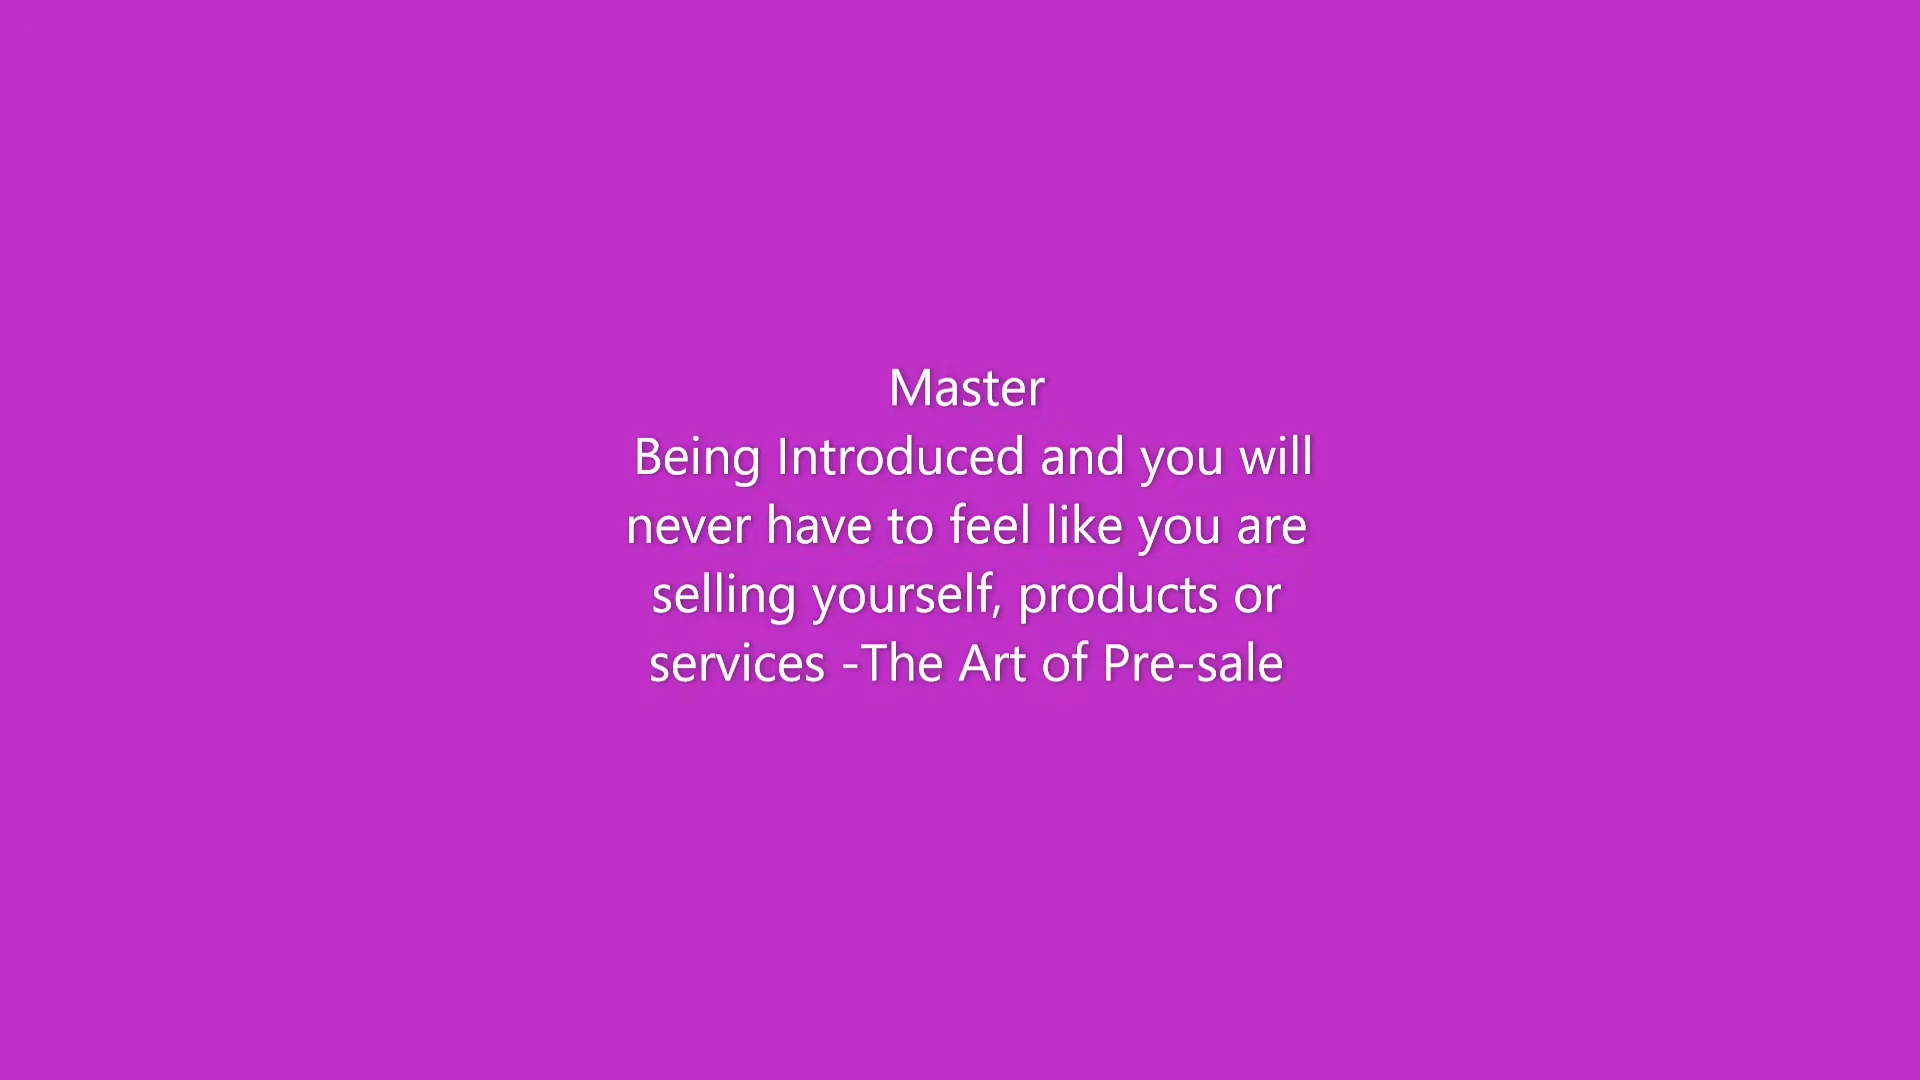 Master
Being Introduced and you will
never have to feel like you are
selling yourself, products or
services -The Art of Pre-sale